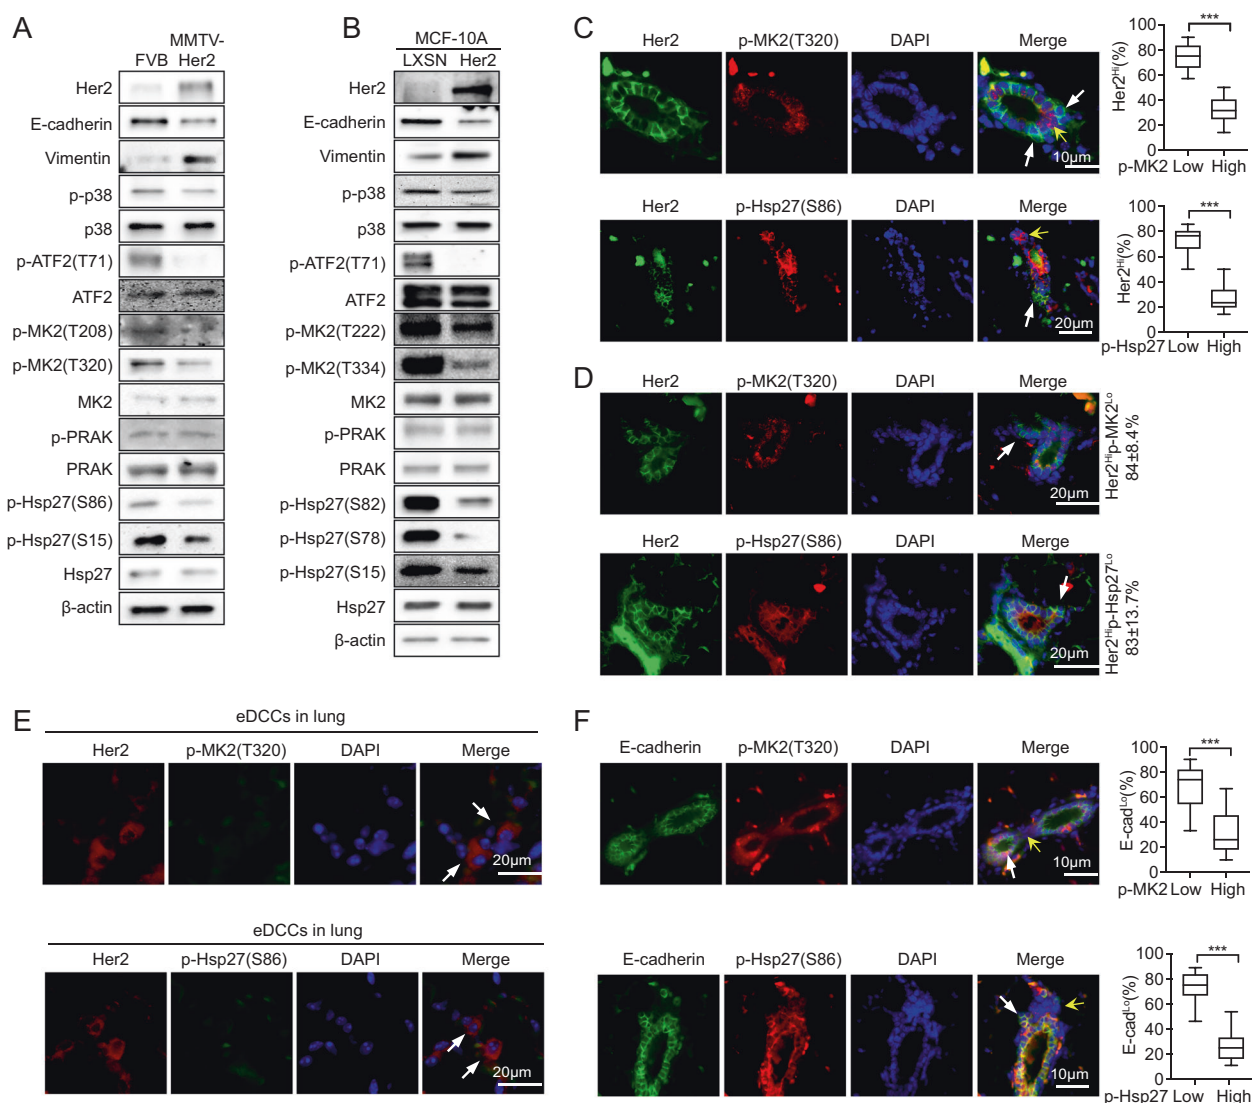 A
MMTV-
FVB Her2
Her2
E-cadherin
Vimentin
p-p38
p38
p-ATF2(T71)
ATF2
p-MK2(T208)
p-MK2(T320)
MK2
p-PRAK
PRAK
p-Hsp27(S86)
p-Hsp27(S15)
Hsp27
β-actin
B
MCF-10A
LXSN Her2
Her2
E-cadherin
Vimentin
p-p38
p38
p-ATF2(T71)
ATF2
p-MK2(T222)
p-MK2(T334)
MK2
p-PRAK
PRAK
p-Hsp27(S82)
p-Hsp27(S78)
p-Hsp27(S15)
Hsp27
β-actin
C
Her2 p-MK2(T320) DAPI Merge
10µm
Her2Hi(%)
100
80
60
40
20
0
***
p-MK2 Low High
Her2 p-Hsp27(S86) DAPI Merge
20µm
Her2Hi(%)
100
80
60
40
20
0
***
p-Hsp27 Low High
D
Her2 p-MK2(T320) DAPI Merge
20µm
Her2Hip-MK2Lo
84±8.4%
Her2 p-Hsp27(S86) DAPI Merge
20µm
Her2Hip-Hsp27Lo
83±13.7%
E
eDCCs in lung
Her2 p-MK2(T320) DAPI Merge
20µm
eDCCs in lung
Her2 p-Hsp27(S86) DAPI Merge
20µm
F
E-cadherin p-MK2(T320) DAPI Merge
10µm
E-cadLo(%)
100
80
60
40
20
0
***
p-MK2 Low High
E-cadherin p-Hsp27(S86) DAPI Merge
10µm
E-cadLo(%)
100
80
60
40
20
0
***
p-Hsp27 Low High